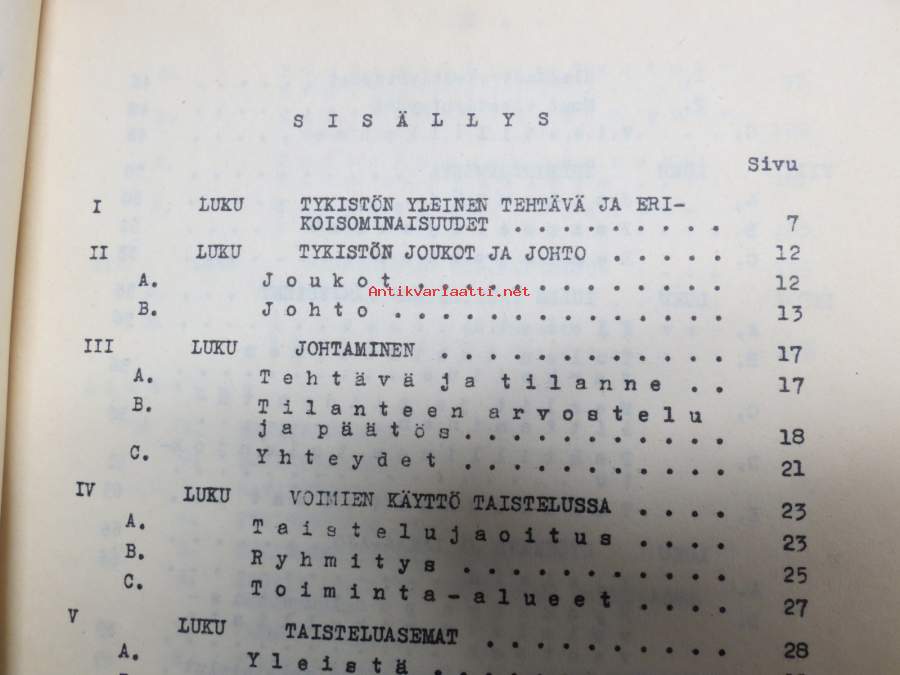 SISÄLLYS
Sivu
I LUKU TYKISTÖN YLEINEN TEHTÄVÄ JA ERI-
KOISOMINAISUUDET . . . . . . . . . 7
II LUKU TYKISTÖN JOUKOT JA JOHTO . . . . . . 12
A. Joukot . . . . . . . . . . . . . 12
Antikvariaatti.net
B. Johto . . . . . . . . . . . . . 13
III LUKU JOHTAMINEN . . . . . . . . . . . . 17
A. Tehtävä ja tilanne . . 17
B. Tilanteen arvostelu
ja päätös . . . . . . . . . . . 18
C. Yhteydet . . . . . . . . . . . 21
IV LUKU VOIMIEN KÄYTTÖ TAISTELUSSA . . . . 23
A. Taistelujaoitus . . . . 23
B. Ryhmitys . . . . . . . . . . . 25
C. Toiminta-alueet . . . . 27
V LUKU TAISTELUASEMAT . . . . . . . . . . 28
A. Yleistä